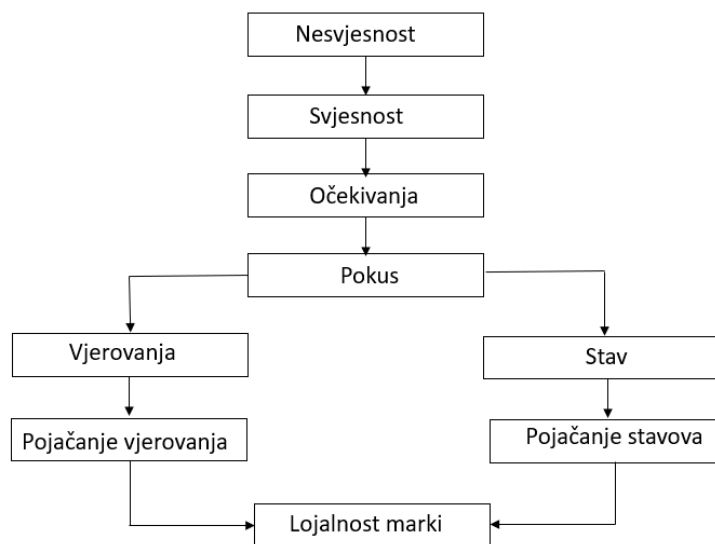 Nesvjesnost
Svjesnost
Očekivanja
Pokus
Vjerovanja
Stav
Pojačanje vjerovanja
Pojačanje stavova
Lojalnost marki